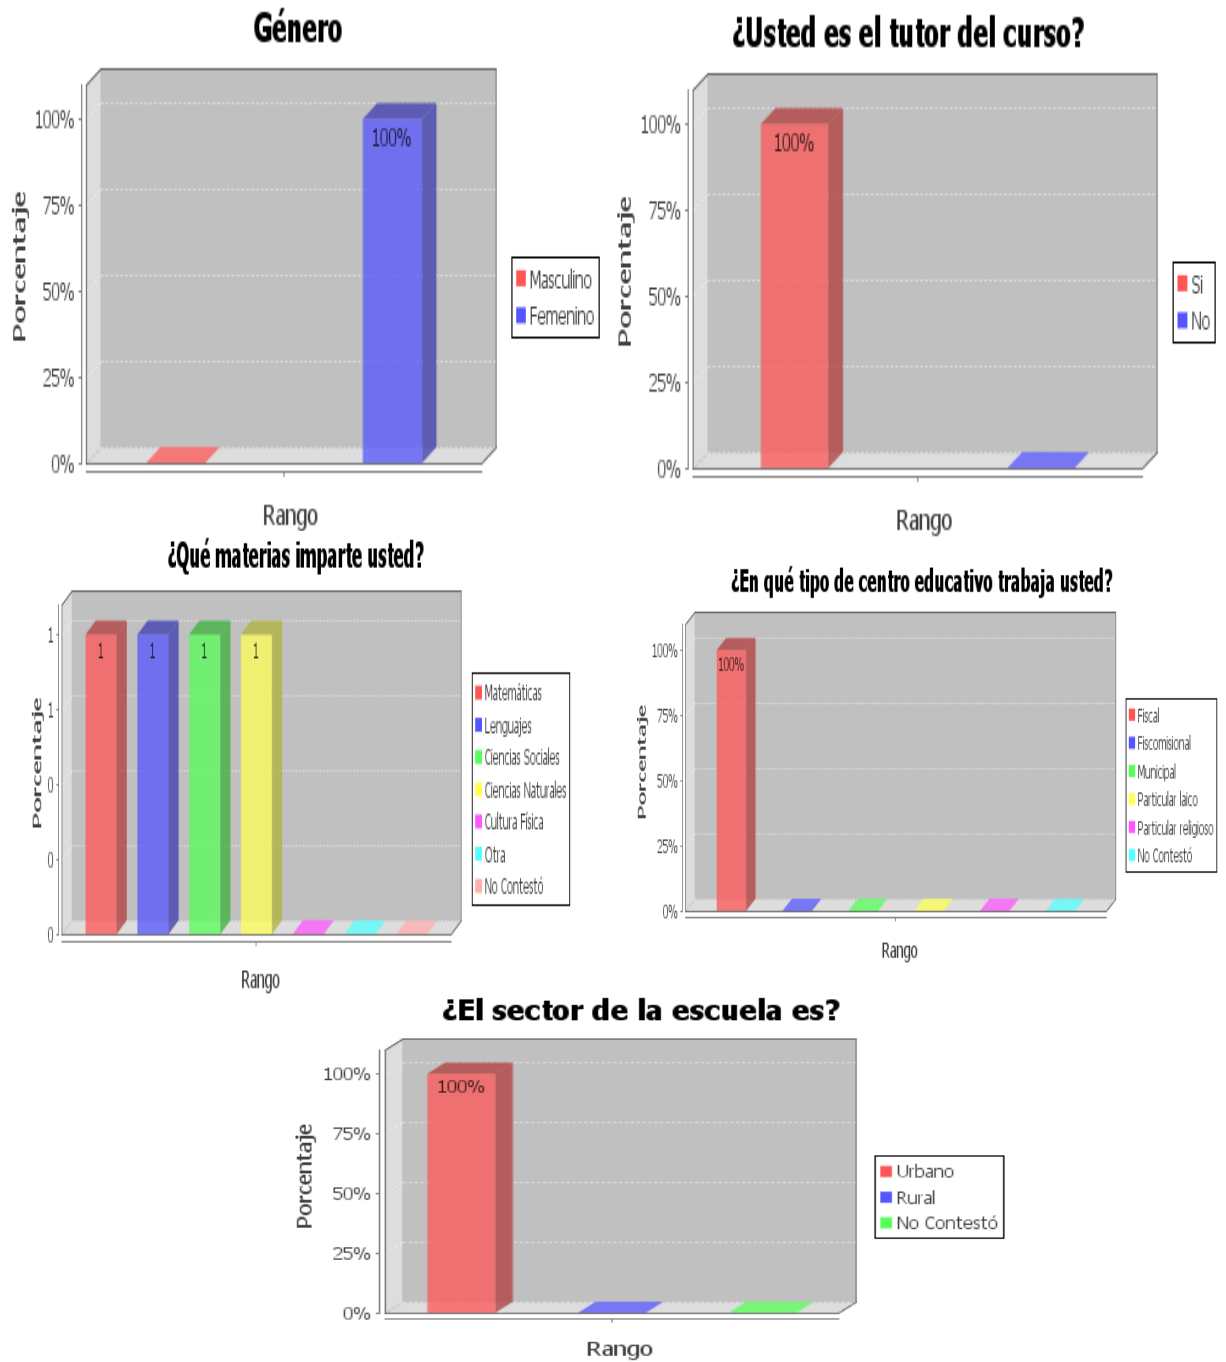 Género
100%
75%
50%
25%
0%
Porcentaje
100%
Rango
Masculino
Femenino
¿Usted es el tutor del curso?
100%
75%
50%
25%
0%
Porcentaje
100%
Rango
Si
No
¿Qué materias imparte usted?
1
1
0
0
0
Porcentaje
1
1
1
1
Rango
Matemáticas
Lenguajes
Ciencias Sociales
Ciencias Naturales
Cultura Física
Otra
No Contestó
¿En qué tipo de centro educativo trabaja usted?
100%
75%
50%
25%
0%
Porcentaje
100%
Rango
Fiscal
Fiscomisional
Municipal
Particular laico
Particular religioso
No Contestó
¿El sector de la escuela es?
100%
75%
50%
25%
0%
Porcentaje
100%
Rango
Urbano
Rural
No Contestó